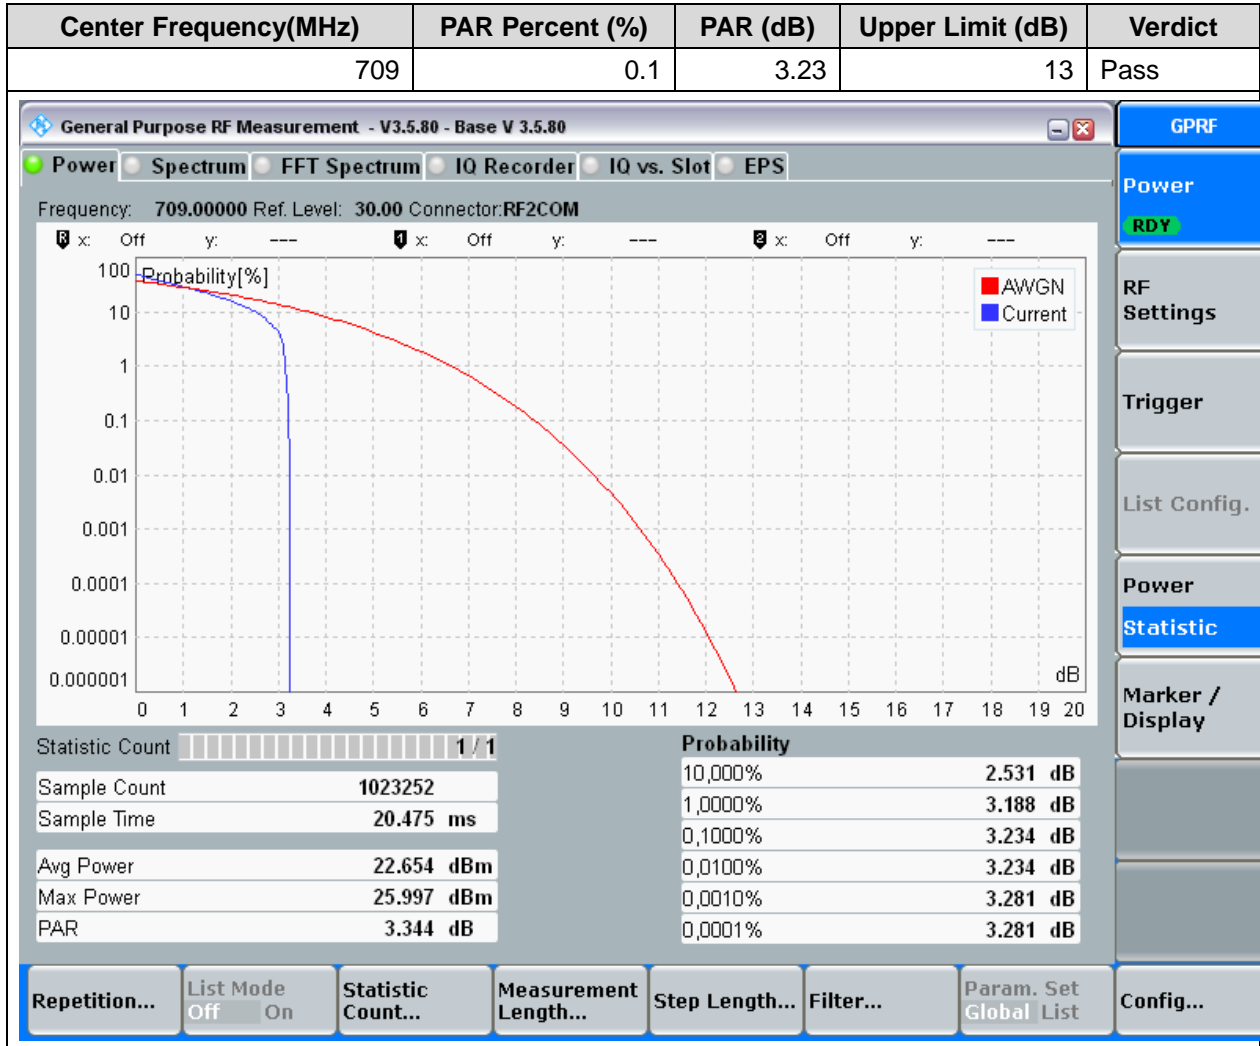 Center Frequency(MHz) PAR Percent (%) PAR (dB) Upper Limit (dB) Verdict
709 0.1 3.23 13 Pass
General Purpose RF Measurement - V3.5.80 - Base V 3.5.80
GPRF
Power Spectrum FFT Spectrum IQ Recorder IQ vs. Slot EPS
Frequency: 709.00000 Ref. Level: 30.00 Connector:RF2COM
R x: Off y: --- 1 x: Off y: --- 2 x: Off y: ---
Probability[%]
AWGN
Current
100
10
1
0.1
0.01
0.001
0.0001
0.00001
0.000001
dB
0 1 2 3 4 5 6 7 8 9 10 11 12 13 14 15 16 17 18 19 20
Statistic Count 1 / 1
Sample Count 1023252
Sample Time 20.475 ms
Avg Power 22.654 dBm
Max Power 25.997 dBm
PAR 3.344 dB
Probability
10,000% 2.531 dB
1,0000% 3.188 dB
0,1000% 3.234 dB
0,0100% 3.234 dB
0,0010% 3.281 dB
0,0001% 3.281 dB
Power
RDY
RF
Settings
Trigger
List Config.
Power
Statistic
Marker /
Display
Repetition...
List Mode
Off On
Statistic
Count...
Measurement
Length...
Step Length...
Filter...
Param. Set
Global List
Config...